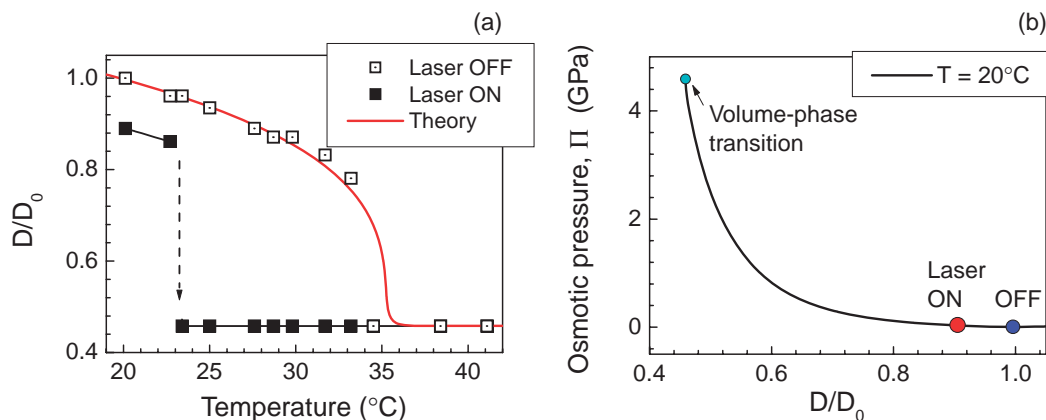 (a)
Laser OFF
Laser ON
Theory
1.0
0.8
0.6
0.4
D/D0
20 25 30 35 40
Temperature (°C)
(b)
T = 20°C
Volume-phase
transition
Laser
ON OFF
4
2
0
Osmotic pressure, Π (GPa)
0.4 0.6 0.8 1.0
D/D0